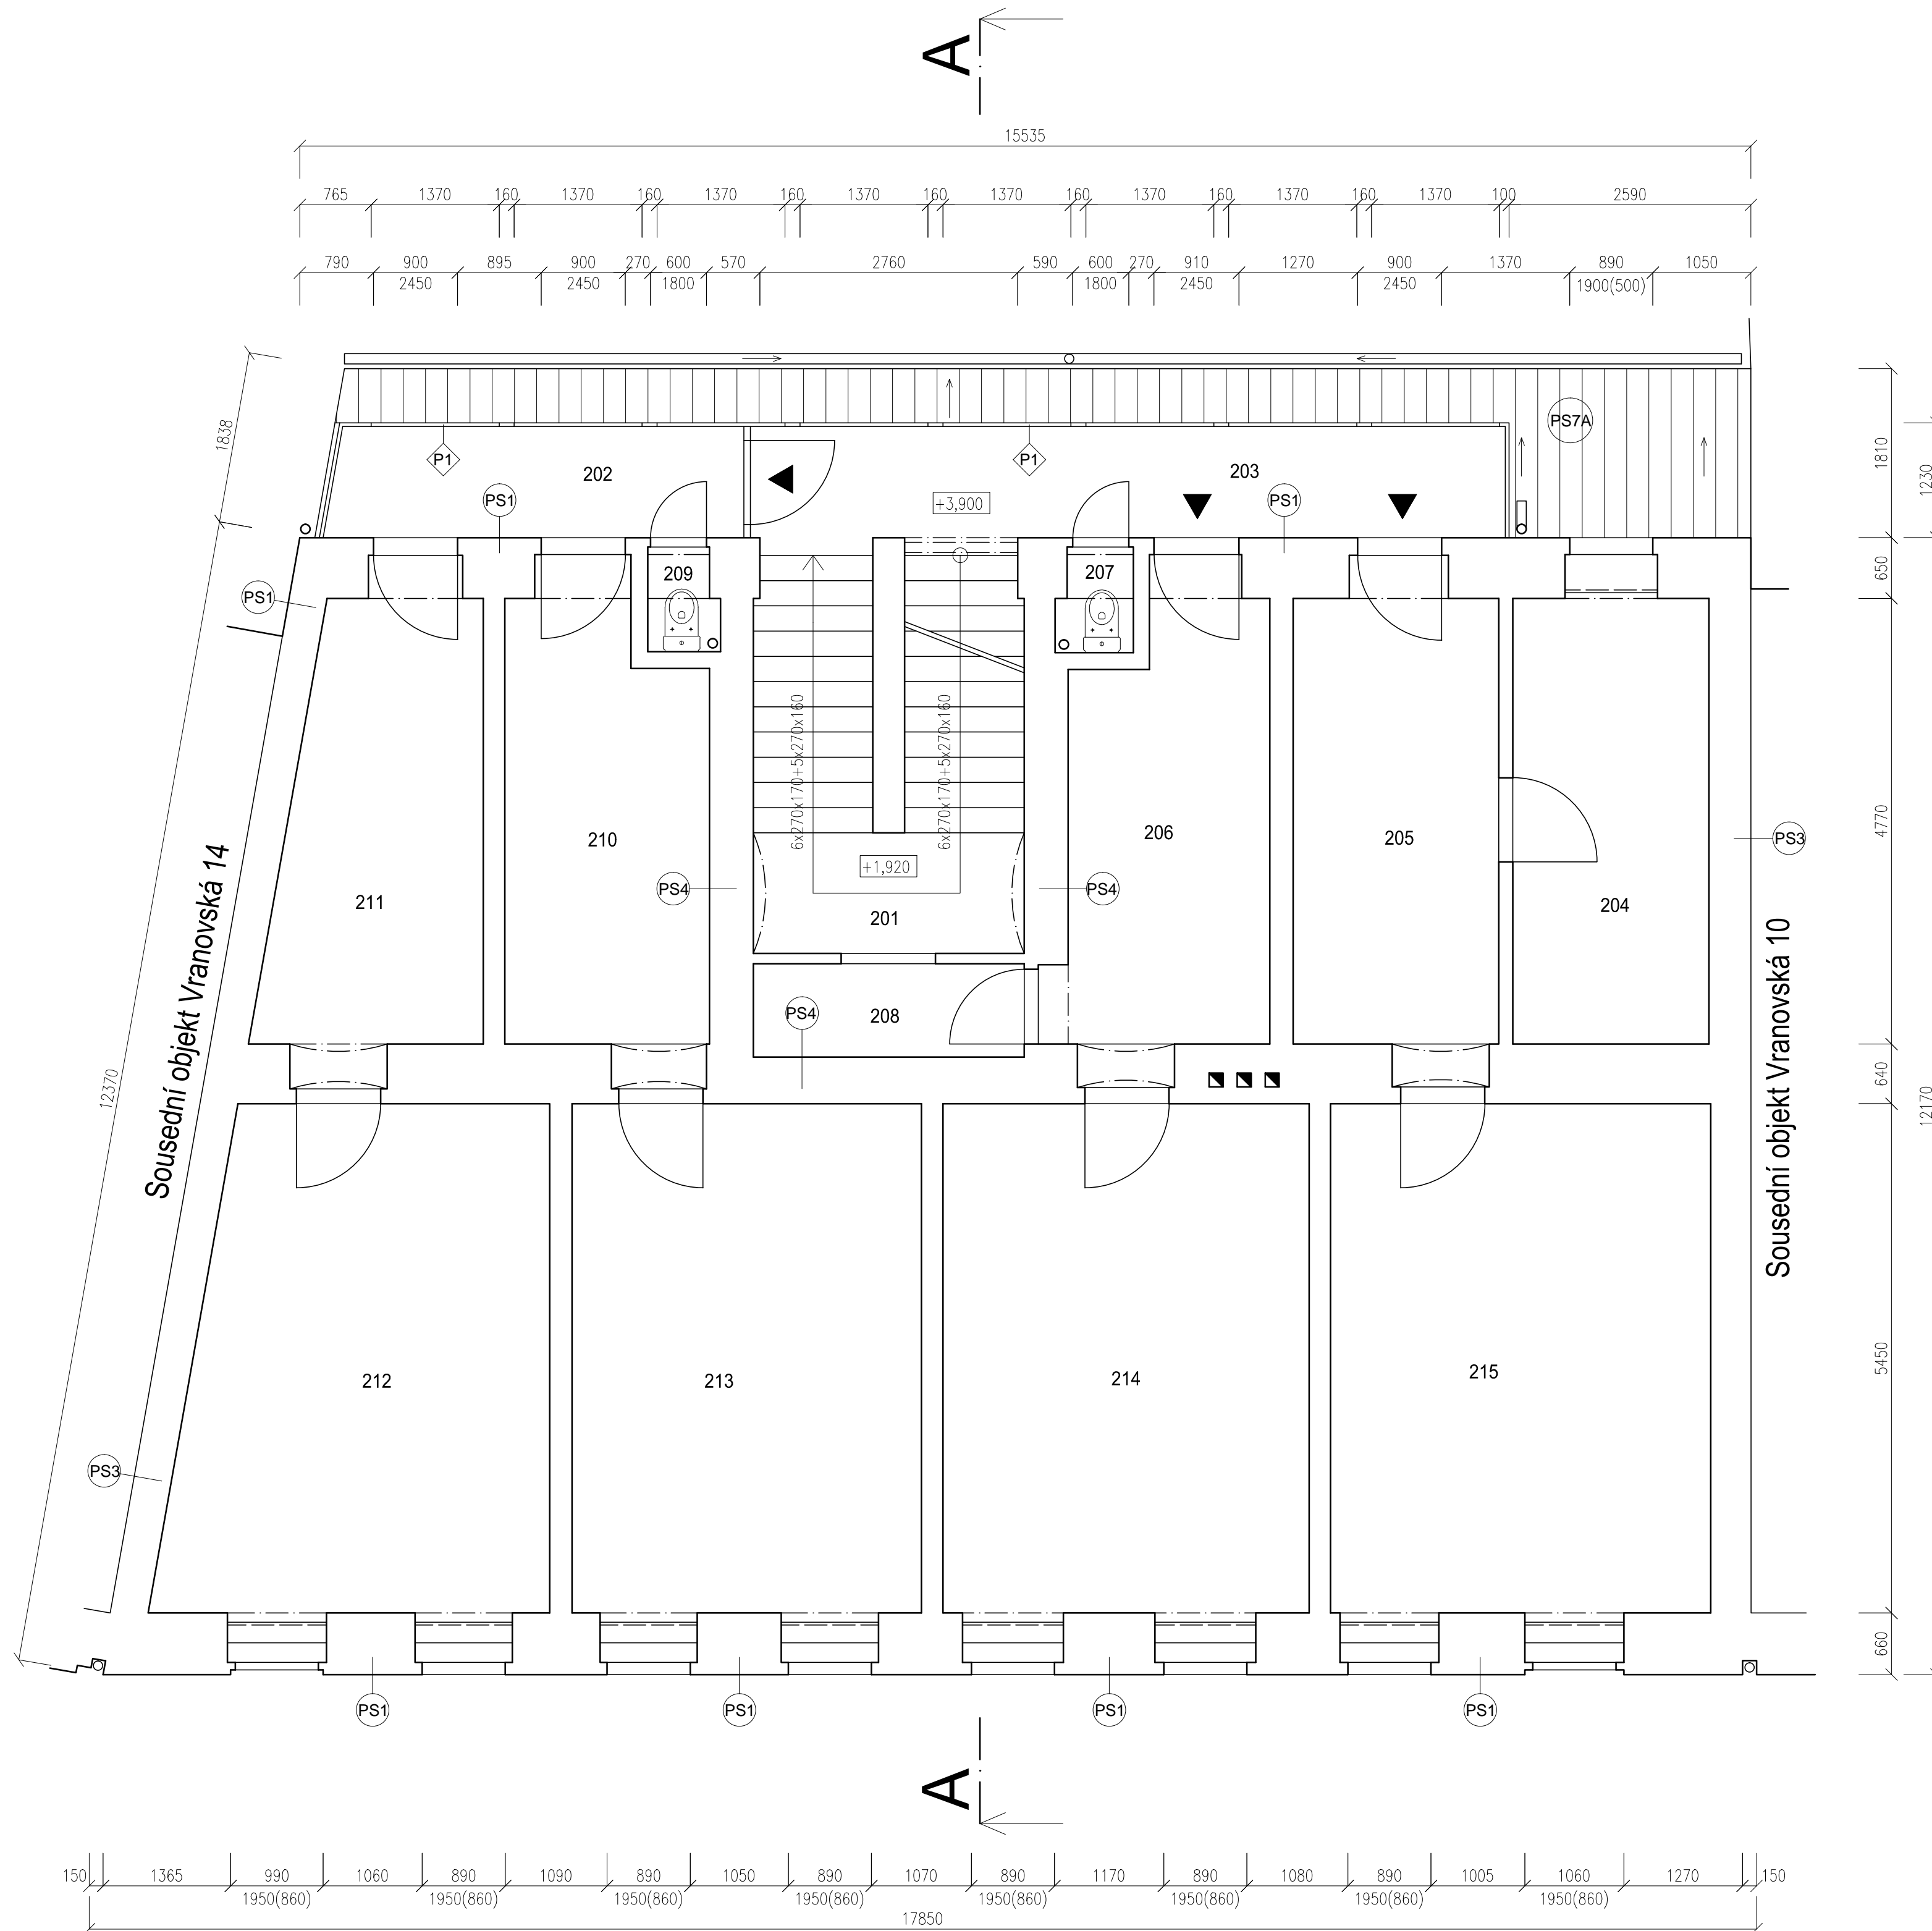 A
15535
765 1370 160 1370 160 1370 160 1370 160 1370 160 1370 160 1370 160 1370 100 2590
790 900 895 900 270 600 570 2760 590 600 270 910 1270 900 1370 890 1050
2450 2450 1800 1800 2450 2450 1900(500)
1838
PS7A
1810
1230
P1
P1
202
203
PS1
PS1
+3,900
650
209
207
PS1
6x270x170+5x270x160
6x270x170+5x270x160
4770
210
206
205
PS3
+1,920
211
PS4
PS4
204
201
Sousední objekt Vranovská 14
Sousední objekt Vranovská 10
PS4
208
12370
640
12170
212
213
214
215
5450
PS3
660
PS1
PS1
PS1
PS1
A
150 1365 990 1060 890 1090 890 1050 890 1070 890 1170 890 1080 890 1005 1060 1270 150
1950(860) 1950(860) 1950(860) 1950(860) 1950(860) 1950(860) 1950(860) 1950(860)
17850